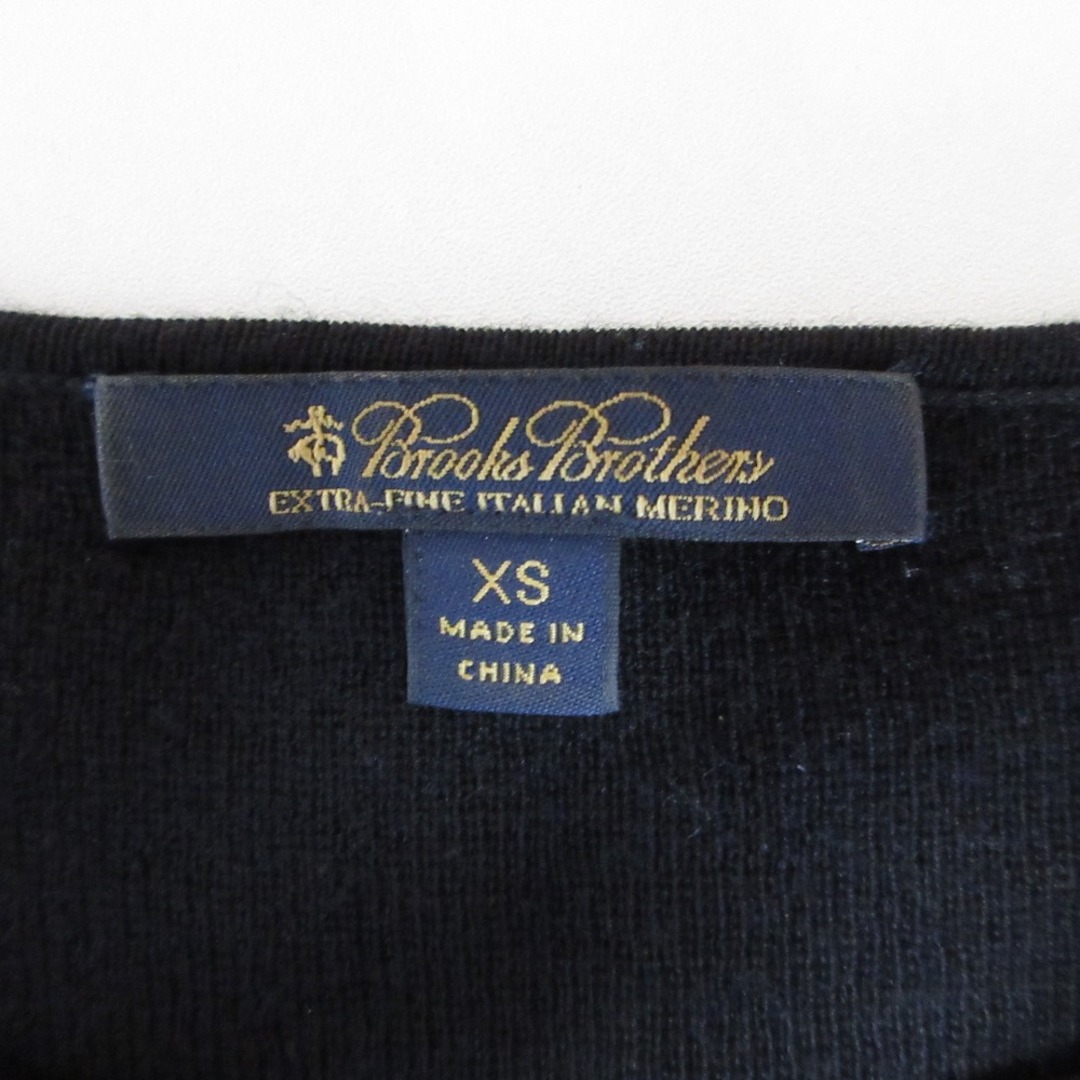 Brooks Brothers
EXTRA-FINE ITALIAN MERINO
XS
MADE IN
CHINA